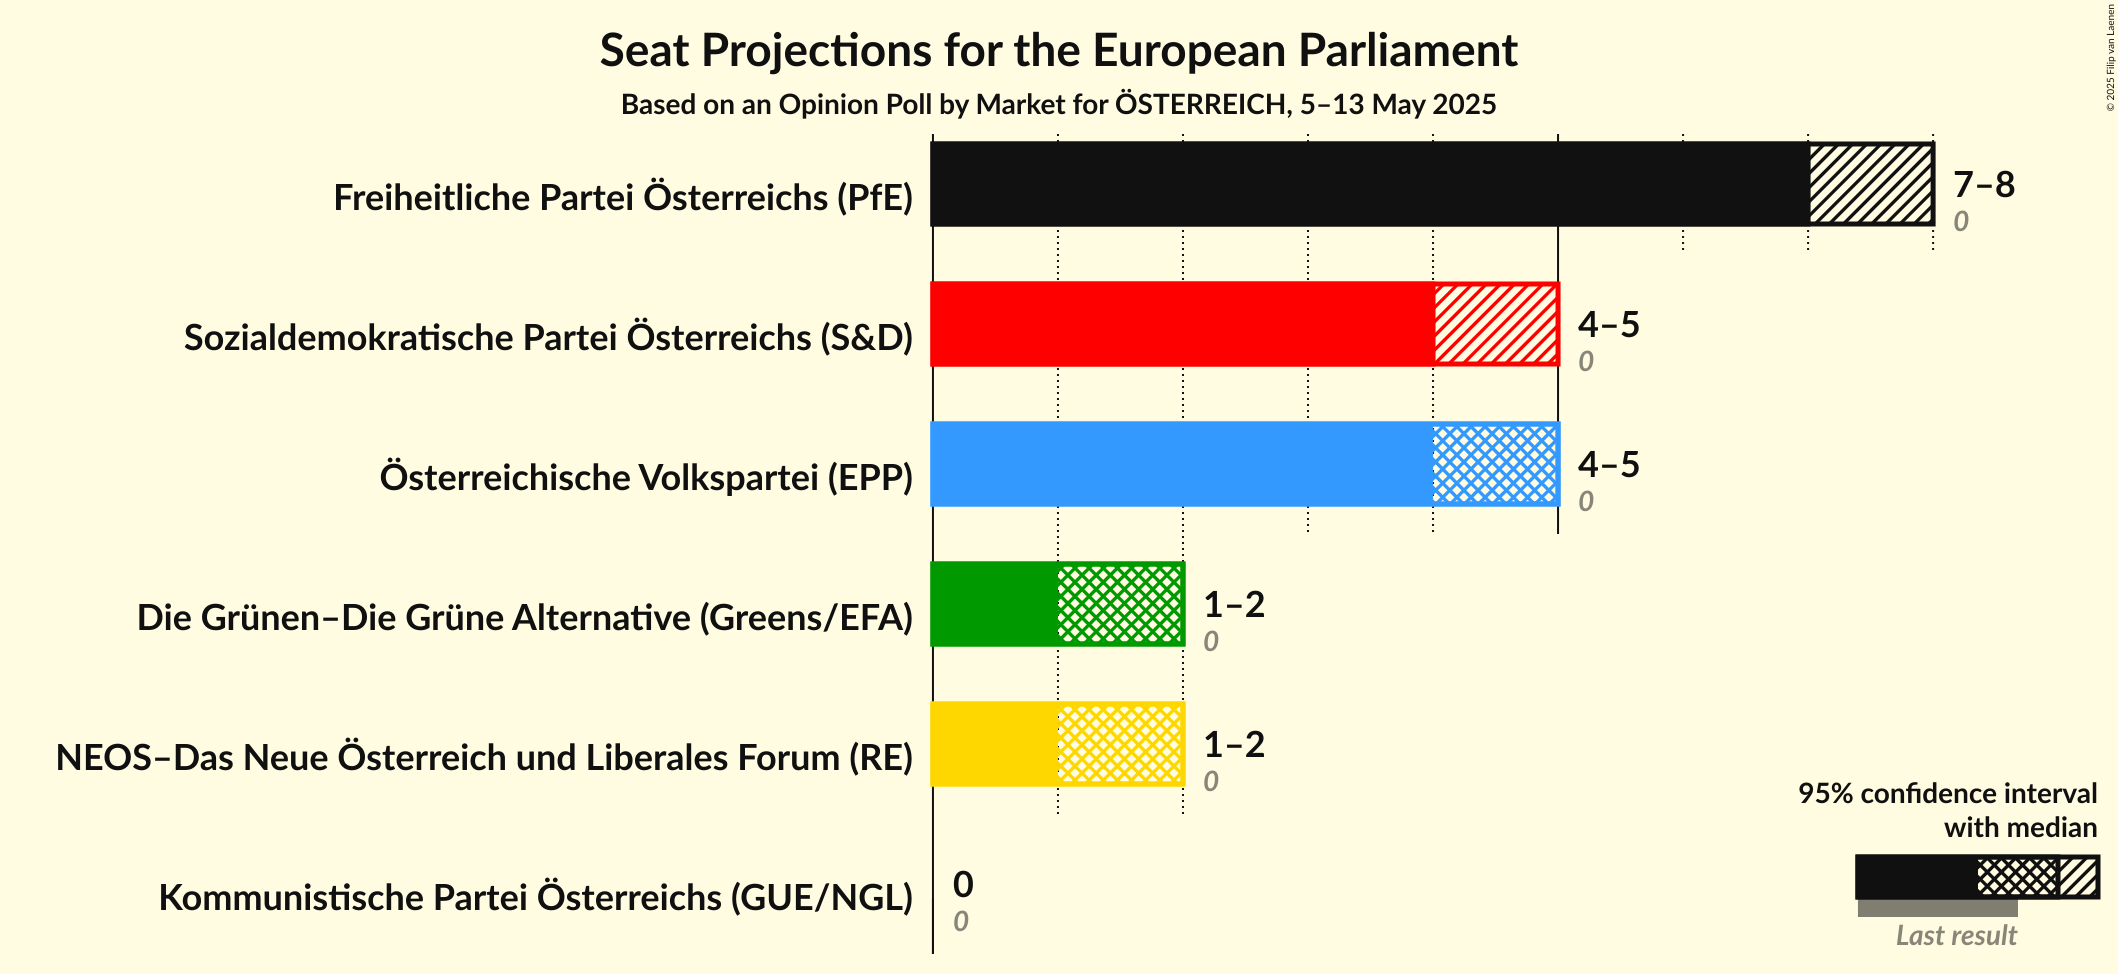 Seat Projections for the European Parliament
Based on an Opinion Poll by Market for ÖSTERREICH, 5–13 May 2025
© 2025 Filip van Laenen
Freiheitliche Partei Österreichs (PfE)
7–8
0
Sozialdemokratische Partei Österreichs (S&D)
4–5
0
Österreichische Volkspartei (EPP)
4–5
0
Die Grünen–Die Grüne Alternative (Greens/EFA)
1–2
0
NEOS–Das Neue Österreich und Liberales Forum (RE)
1–2
0
Kommunistische Partei Österreichs (GUE/NGL)
0
0
95% confidence interval
with median
Last result